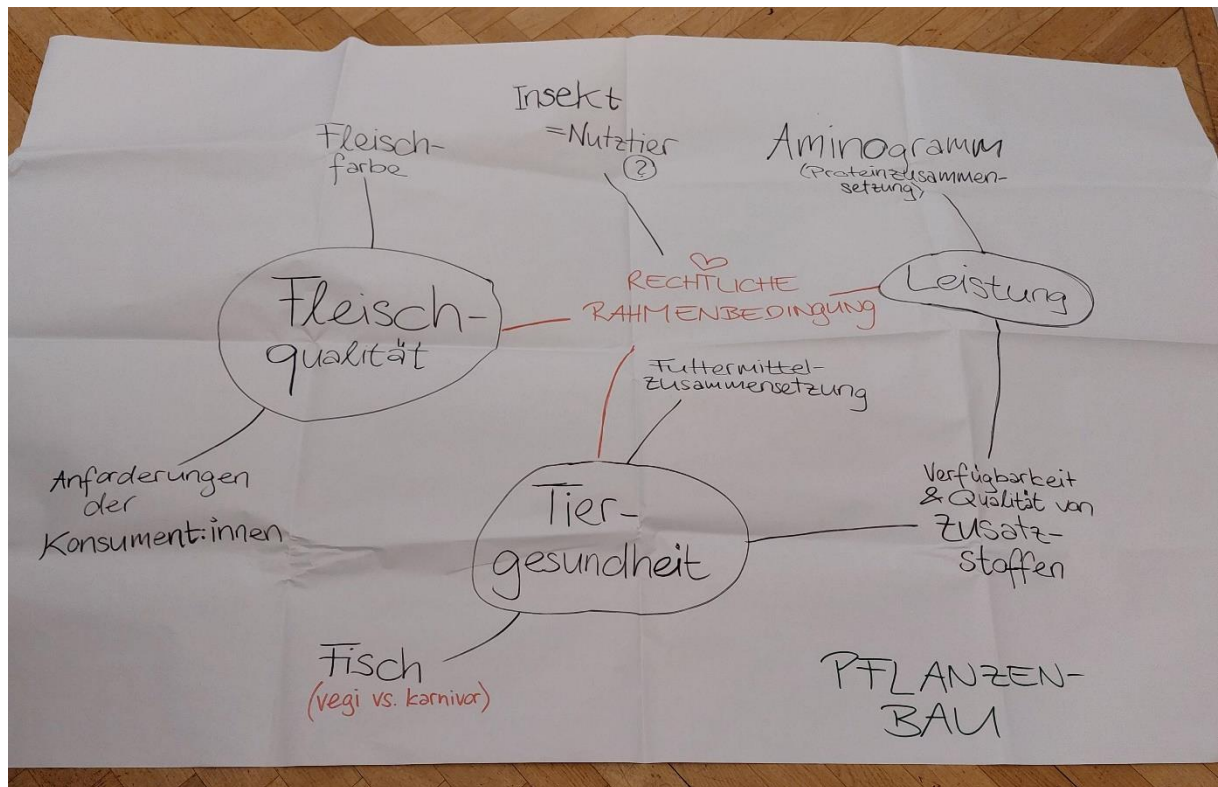 Insekt
=Nutztier
?
Fleisch-
farbe
Aminogramm
(Proteinzusammen-
setzung)
RECHTLICHE
RAHMENBEDINGUNG
Leistung
Fleisch-
qualität
Futtermittel-
zusammensetzung
Anforderungen
der
Konsument:innen
Tier-
gesundheit
Verfügbarkeit
& Qualität von
Zusatz-
stoffen
Fisch
(vegi vs. karnivor)
PFLANZEN-
BAU